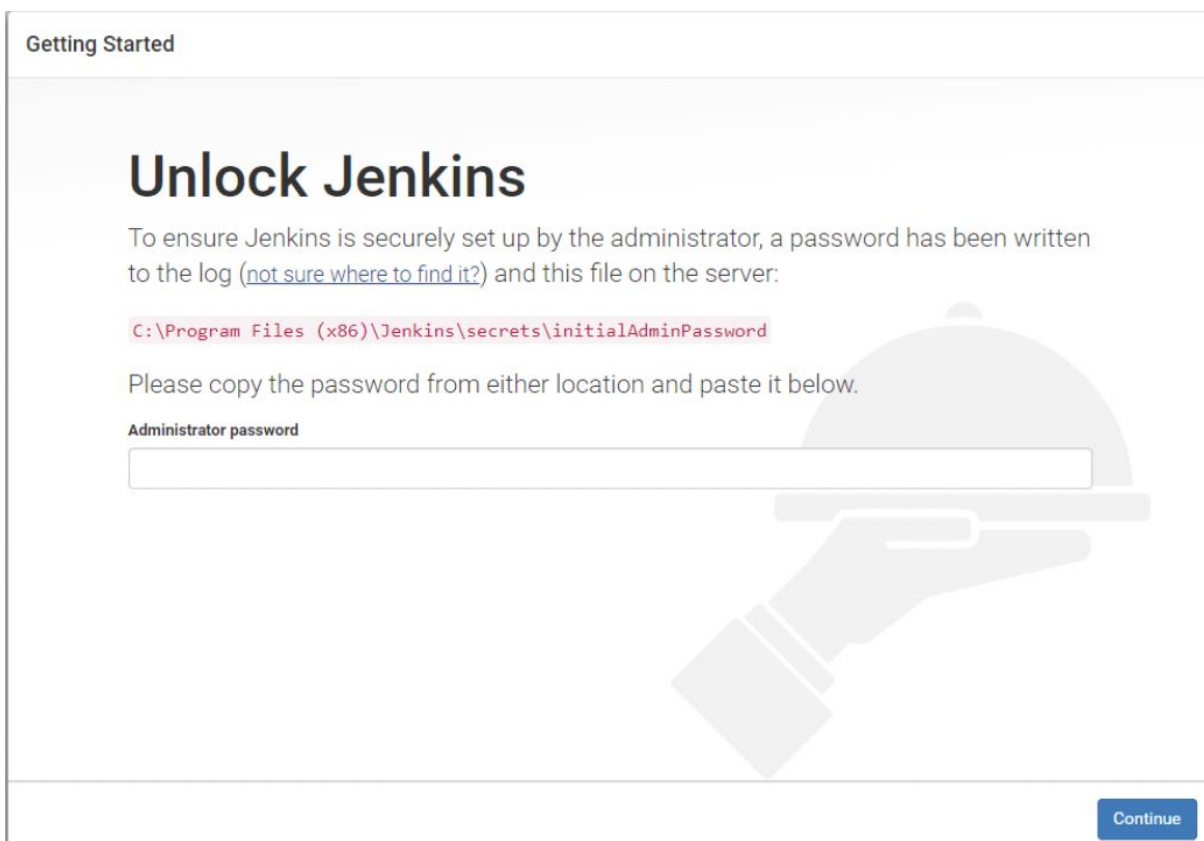 Getting Started
Unlock Jenkins
To ensure Jenkins is securely set up by the administrator, a password has been written
to the log (not sure where to find it?) and this file on the server:
C:\Program Files (x86)\Jenkins\secrets\initialAdminPassword
Please copy the password from either location and paste it below.
Administrator password
Continue